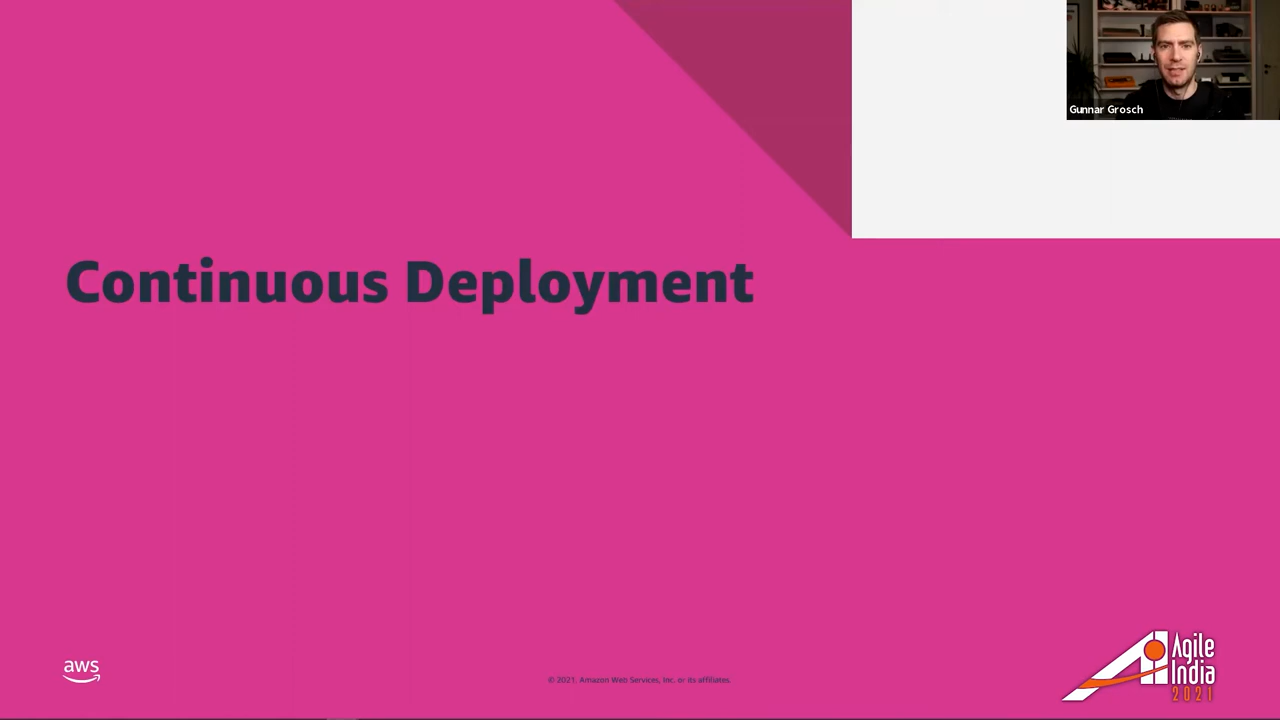 Gunnar Grosch
Continuous Deployment
aws
© 2021. Amazon Web Services, Inc. or its affiliates.
Agile
India
2021